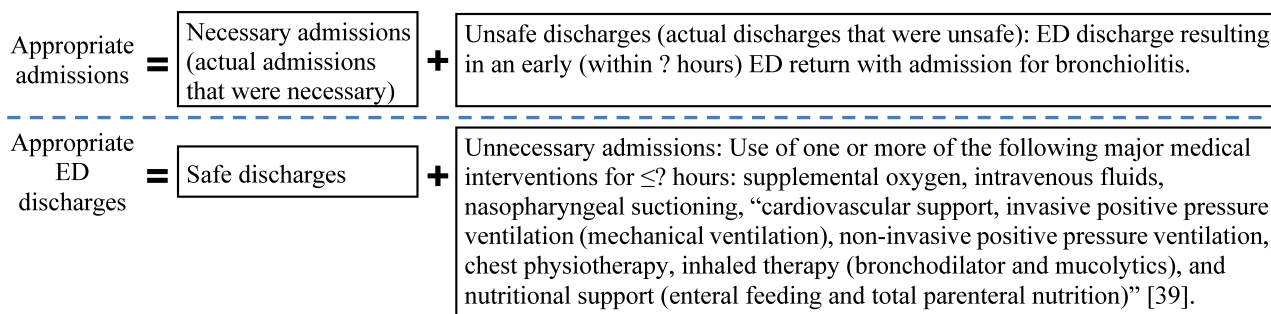 Appropriate
admissions
=
Necessary admissions
(actual admissions
that were necessary)
+
Unsafe discharges (actual discharges that were unsafe): ED discharge resulting
in an early (within ? hours) ED return with admission for bronchiolitis.
Appropriate
ED
discharges
=
Safe discharges
+
Unnecessary admissions: Use of one or more of the following major medical
interventions for ≤? hours: supplemental oxygen, intravenous fluids,
nasopharyngeal suctioning, “cardiovascular support, invasive positive pressure
ventilation (mechanical ventilation), non-invasive positive pressure ventilation,
chest physiotherapy, inhaled therapy (bronchodilator and mucolytics), and
nutritional support (enteral feeding and total parenteral nutrition)” [39].